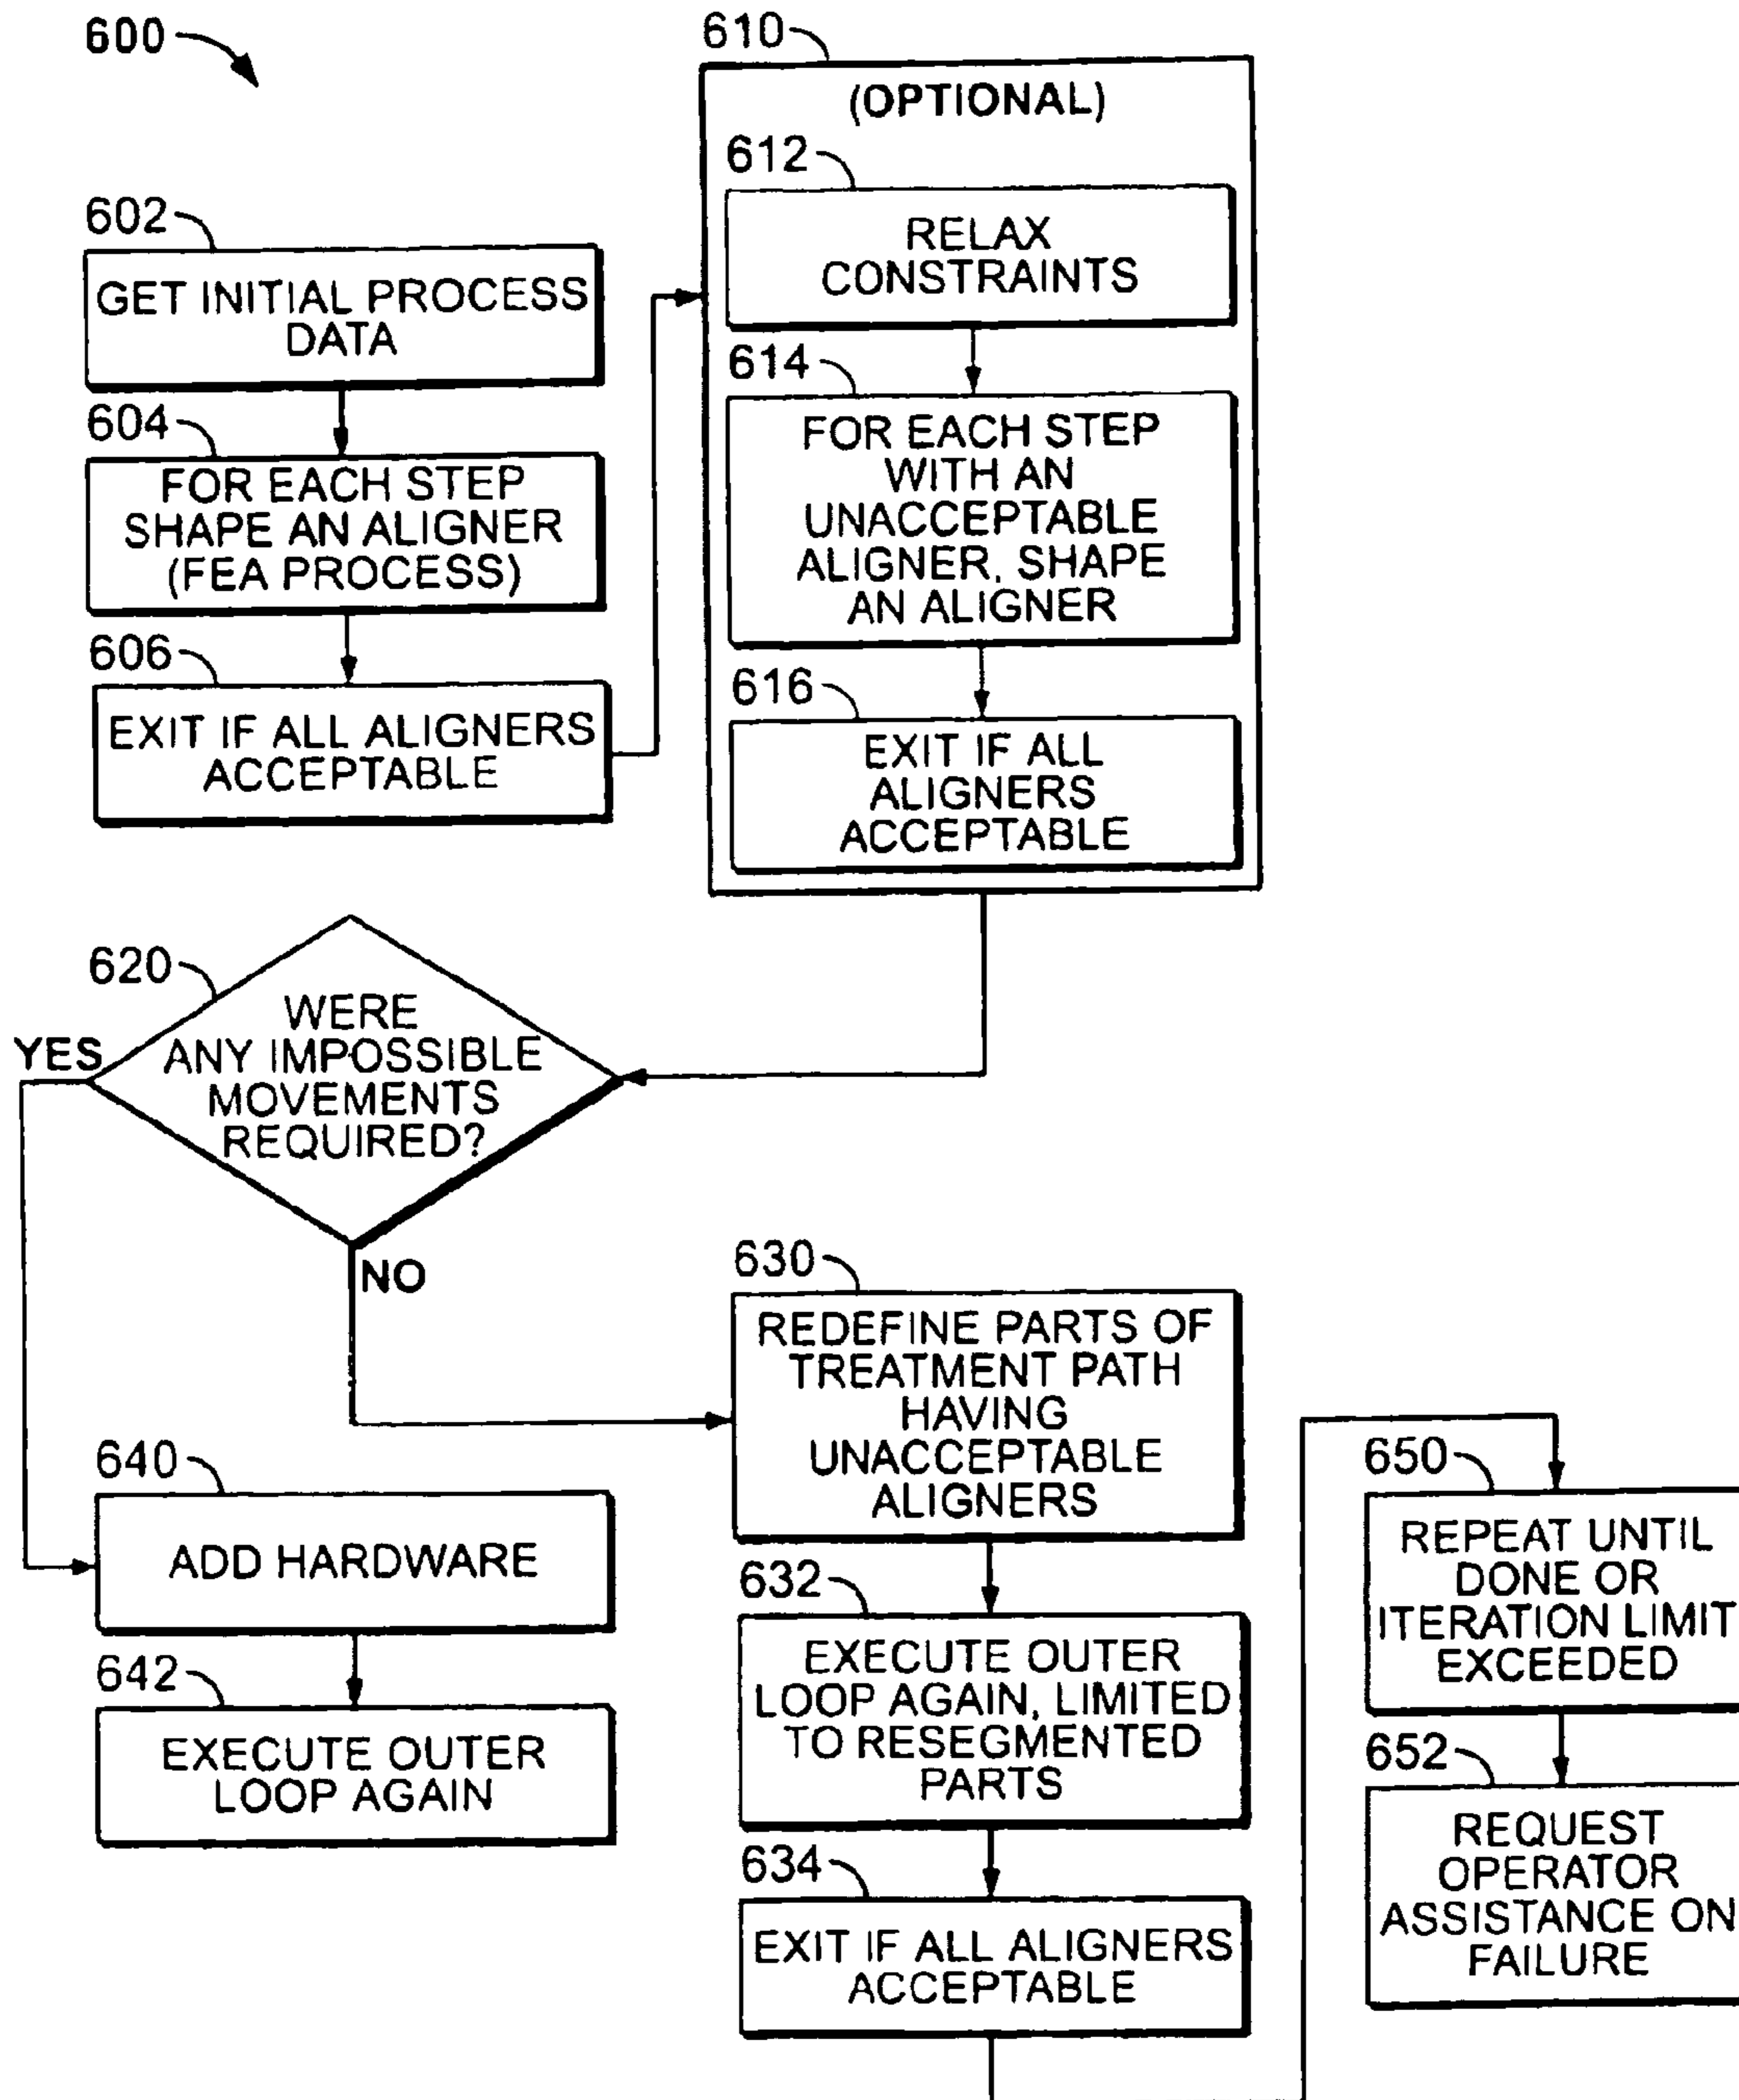 600
602
GET INITIAL PROCESS
DATA
604
FOR EACH STEP
SHAPE AN ALIGNER
(FEA PROCESS)
606
EXIT IF ALL ALIGNERS
ACCEPTABLE
610
(OPTIONAL)
612
RELAX
CONSTRAINTS
614
FOR EACH STEP
WITH AN
UNACCEPTABLE
ALIGNER, SHAPE
AN ALIGNER
616
EXIT IF ALL
ALIGNERS
ACCEPTABLE
620
WERE
ANY IMPOSSIBLE
MOVEMENTS
REQUIRED?
YES
NO
640
ADD HARDWARE
642
EXECUTE OUTER
LOOP AGAIN
630
REDEFINE PARTS OF
TREATMENT PATH
HAVING
UNACCEPTABLE
ALIGNERS
632
EXECUTE OUTER
LOOP AGAIN, LIMITED
TO RESEGMENTED
PARTS
634
EXIT IF ALL ALIGNERS
ACCEPTABLE
650
REPEAT UNTIL
DONE OR
ITERATION LIMIT
EXCEEDED
652
REQUEST
OPERATOR
ASSISTANCE ON
FAILURE